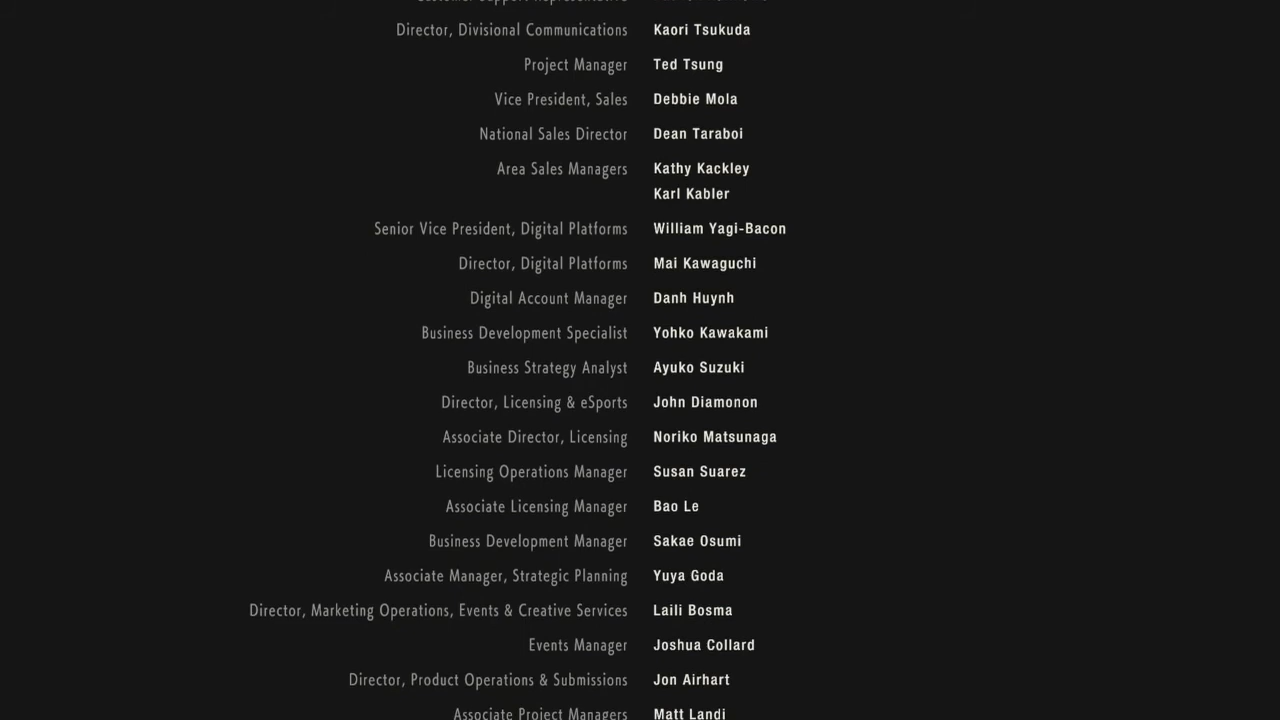 Customer Support Representative
Director, Divisional Communications Kaori Tsukuda
Project Manager Ted Tsung
Vice President, Sales Debbie Mola
National Sales Director Dean Taraboi
Area Sales Managers Kathy Kackley
Karl Kabler
Senior Vice President, Digital Platforms William Yagi-Bacon
Director, Digital Platforms Mai Kawaguchi
Digital Account Manager Danh Huynh
Business Development Specialist Yohko Kawakami
Business Strategy Analyst Ayuko Suzuki
Director, Licensing & eSports John Diamonon
Associate Director, Licensing Noriko Matsunaga
Licensing Operations Manager Susan Suarez
Associate Licensing Manager Bao Le
Business Development Manager Sakae Osumi
Associate Manager, Strategic Planning Yuya Goda
Director, Marketing Operations, Events & Creative Services Laili Bosma
Events Manager Joshua Collard
Director, Product Operations & Submissions Jon Airhart
Associate Project Managers Matt Landi